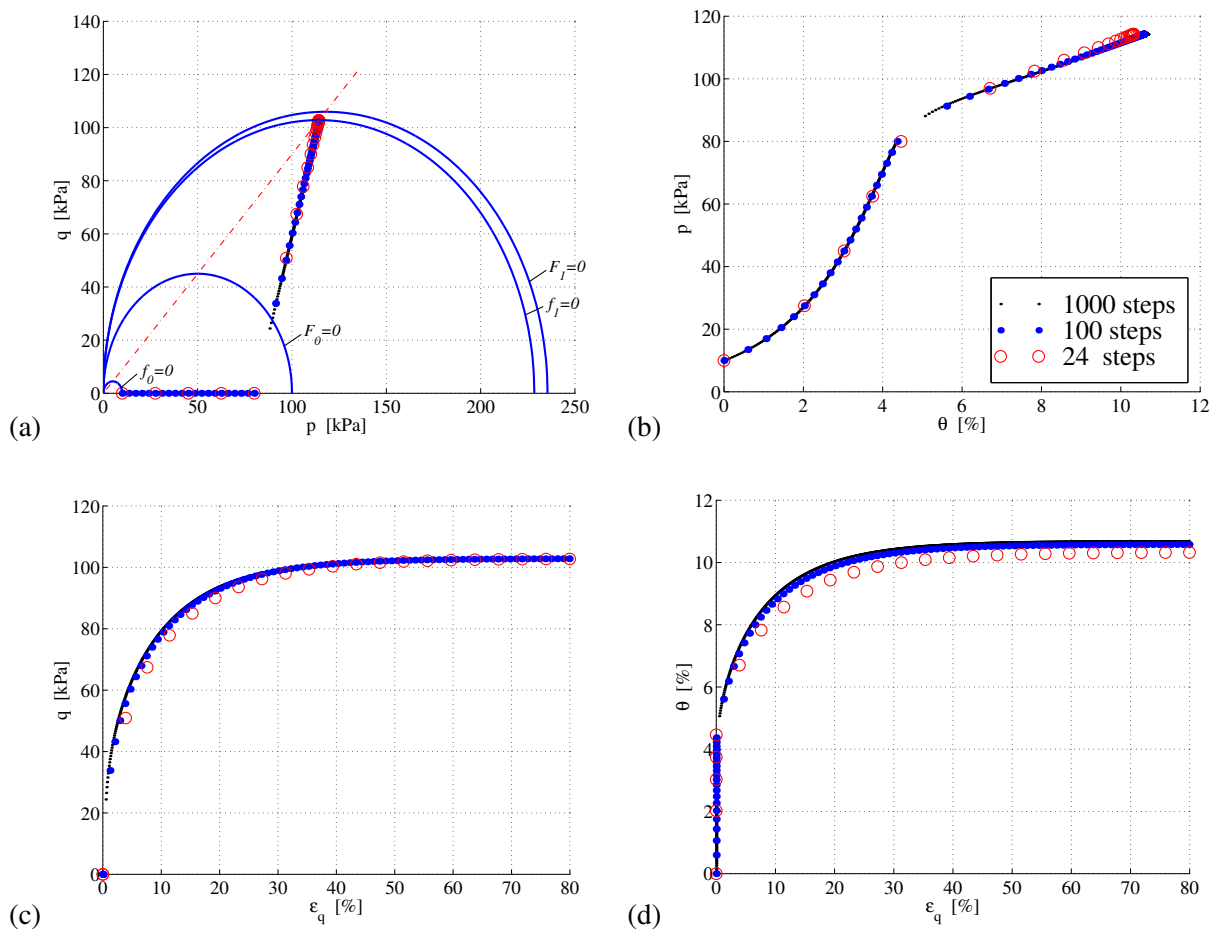 140
120
100
80
60
40
20
0
q [kPa]
F₁=0
f₁=0
F₀=0
f₀=0
0 50 100 150 200 250
p [kPa]
(a)
120
100
80
60
40
20
0
p [kPa]
1000 steps
100 steps
24 steps
0 2 4 6 8 10 12
θ [%]
(b)
120
100
80
60
40
20
0
q [kPa]
0 10 20 30 40 50 60 70 80
ε_q [%]
(c)
12
10
8
6
4
2
0
θ [%]
0 10 20 30 40 50 60 70 80
ε_q [%]
(d)